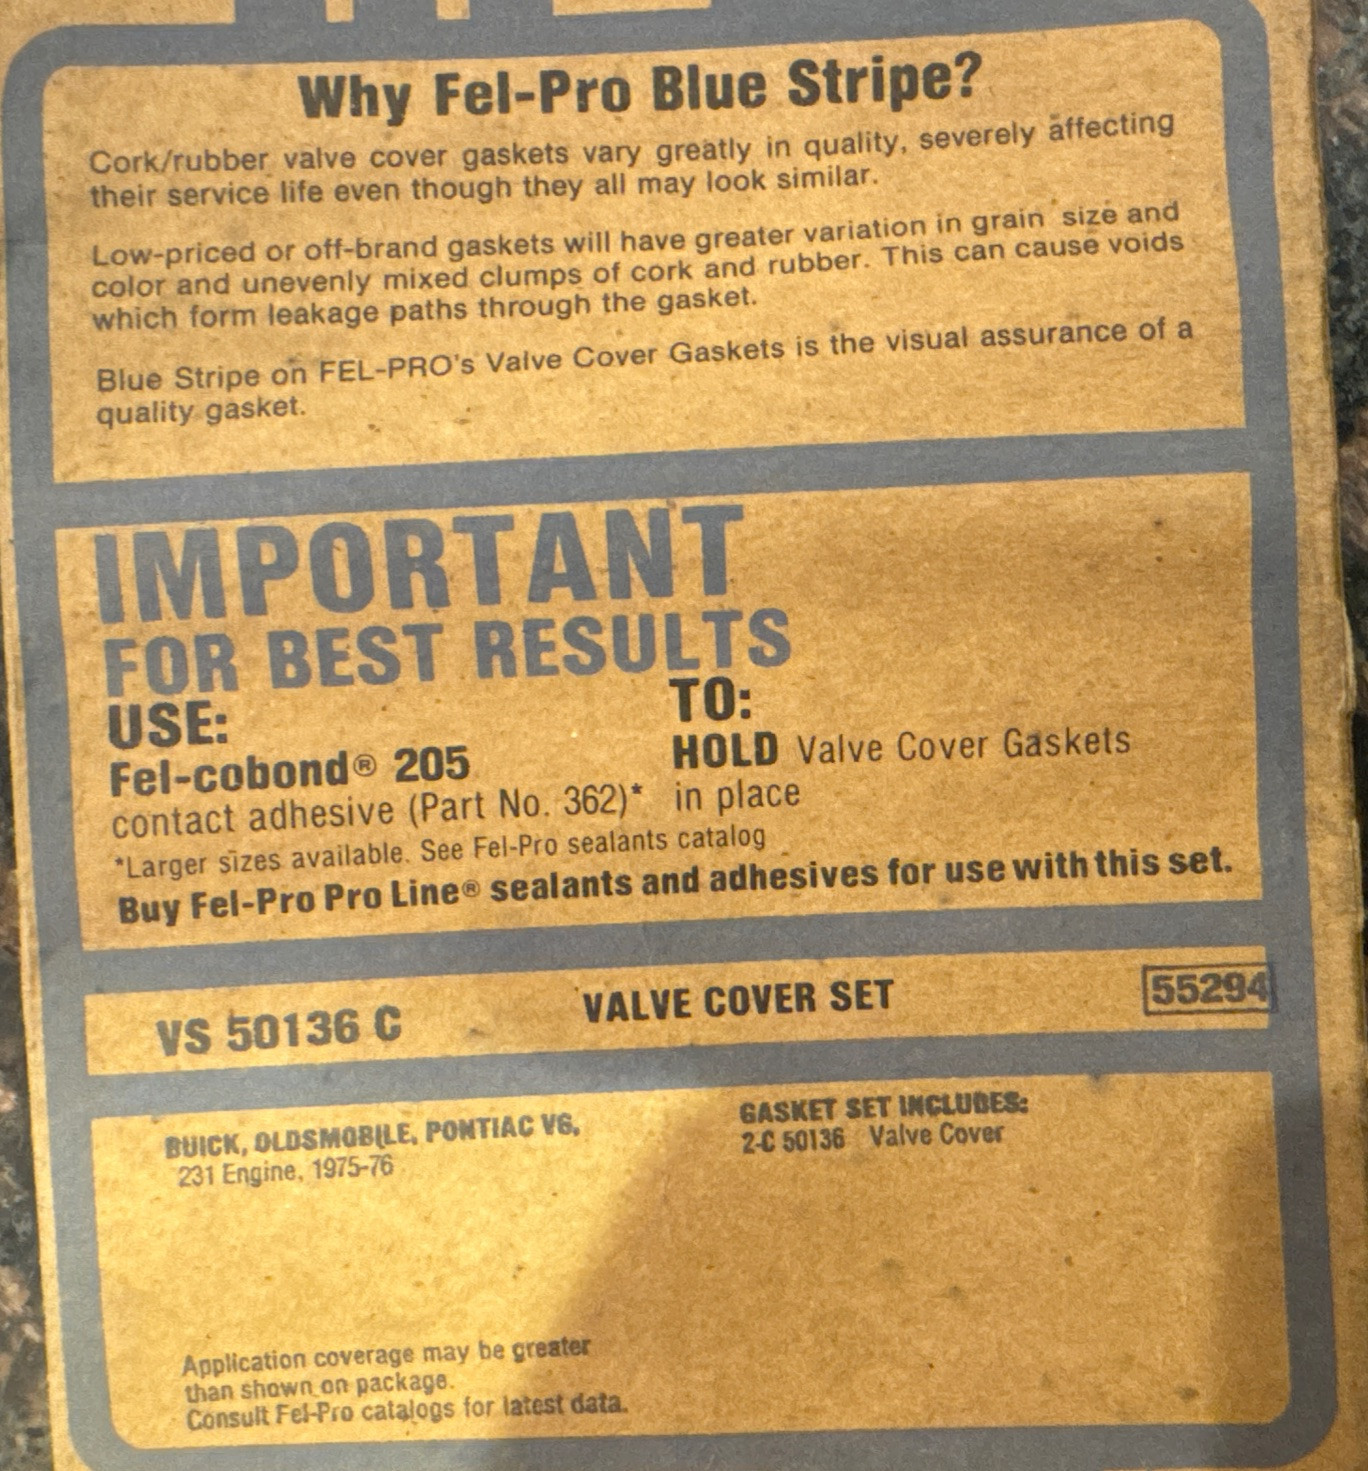 Why Fel-Pro Blue Stripe?
Cork/rubber valve cover gaskets vary greatly in quality, severely affecting
their service life even though they all may look similar.
Low-priced or off-brand gaskets will have greater variation in grain size and
color and unevenly mixed clumps of cork and rubber. This can cause voids
which form leakage paths through the gasket.
Blue Stripe on FEL-PRO's Valve Cover Gaskets is the visual assurance of a
quality gasket.
IMPORTANT
FOR BEST RESULTS
USE:
Fel-cobond® 205
contact adhesive (Part No. 362)*
TO:
HOLD Valve Cover Gaskets
in place
*Larger sizes available. See Fel-Pro sealants catalog
Buy Fel-Pro Pro Line® sealants and adhesives for use with this set.
VS 50136 C
VALVE COVER SET
55294
BUICK, OLDSMOBILE, PONTIAC V6,
231 Engine, 1975-76
GASKET SET INCLUDES:
2-C 50136 Valve Cover
Application coverage may be greater
than shown on package.
Consult Fel-Pro catalogs for latest data.